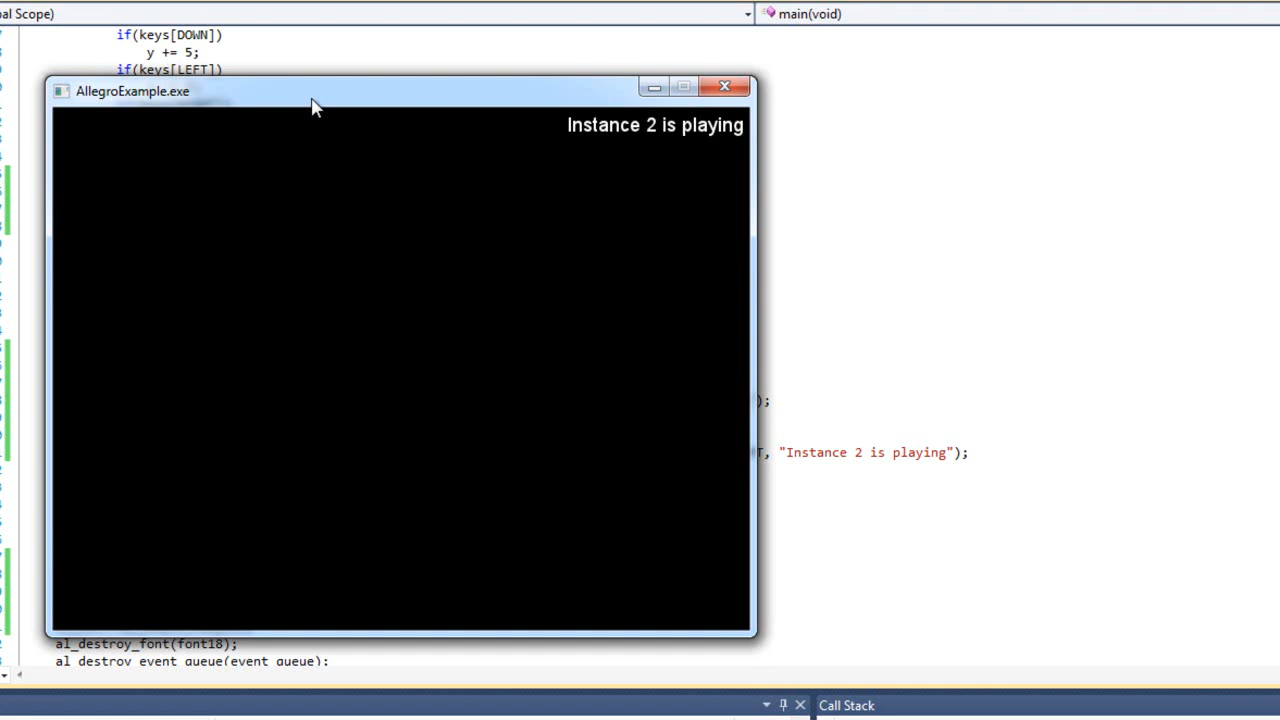 al Scope)
main(void)
if(keys[DOWN])
y += 5;
if(keys[LEFT])
AllegroExample.exe
Instance 2 is playing
);
T, "Instance 2 is playing");
al_destroy_font(font18);
al_destroy_event_queue(event_queue);
Call Stack